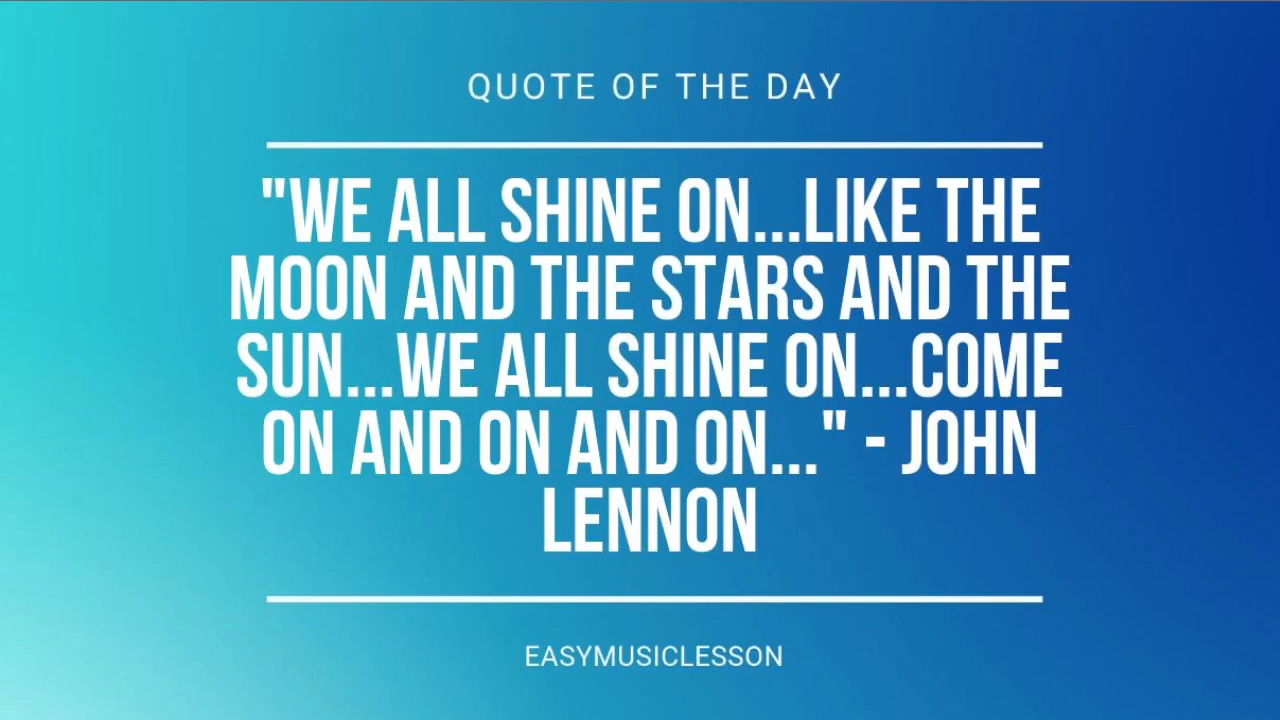 QUOTE OF THE DAY
"WE ALL SHINE ON...LIKE THE
MOON AND THE STARS AND THE
SUN...WE ALL SHINE ON...COME
ON AND ON AND ON..." - JOHN
LENNON
EASYMUSICLESSON